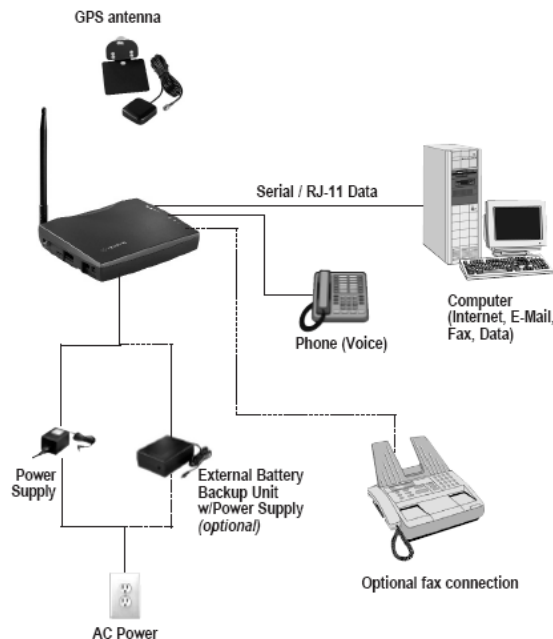 GPS antenna
Serial / RJ-11 Data
Computer
(Internet, E-Mail,
Fax, Data)
Phone (Voice)
Power
Supply
External Battery
Backup Unit
w/Power Supply
(optional)
Optional fax connection
AC Power